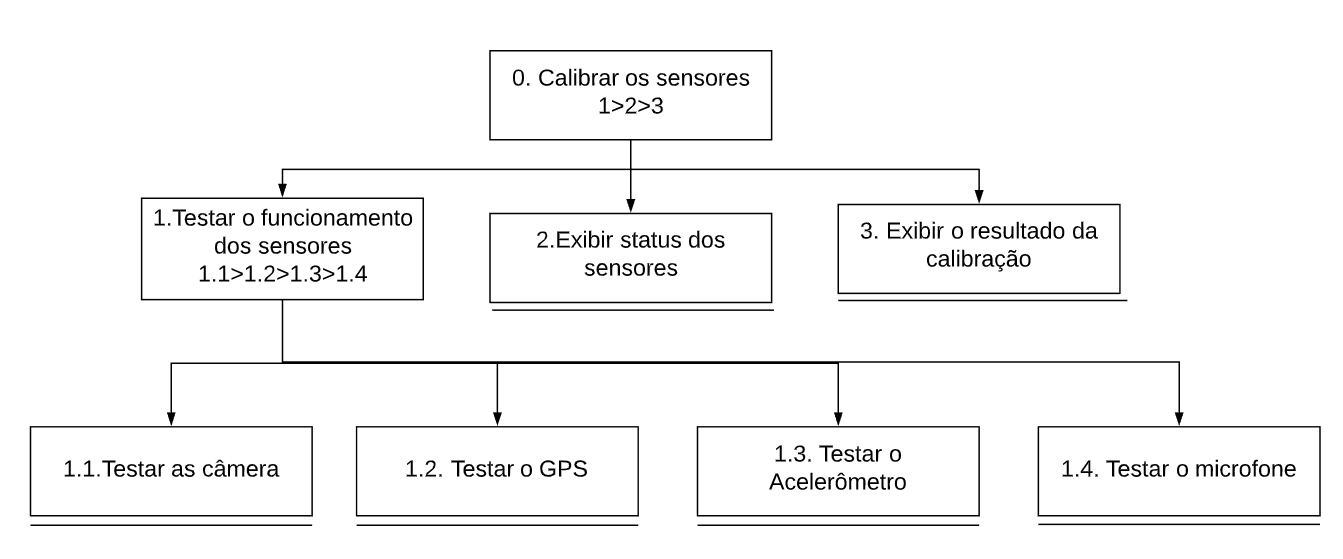 0. Calibrar os sensores
1>2>3
1.Testar o funcionamento
dos sensores
1.1>1.2>1.3>1.4
2.Exibir status dos
sensores
3. Exibir o resultado da
calibração
1.1.Testar as câmera
1.2. Testar o GPS
1.3. Testar o
Acelerômetro
1.4. Testar o microfone